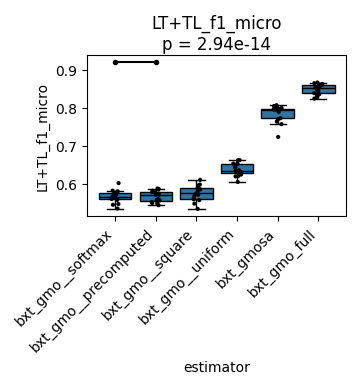 LT+TL_f1_micro
p = 2.94e-14
LT+TL_f1_micro
0.9
0.8
0.7
0.6
bxt_gmo__softmax
bxt_gmo__precomputed
bxt_gmo__square
bxt_gmo__uniform
bxt_gmosa
bxt_gmo_full
estimator